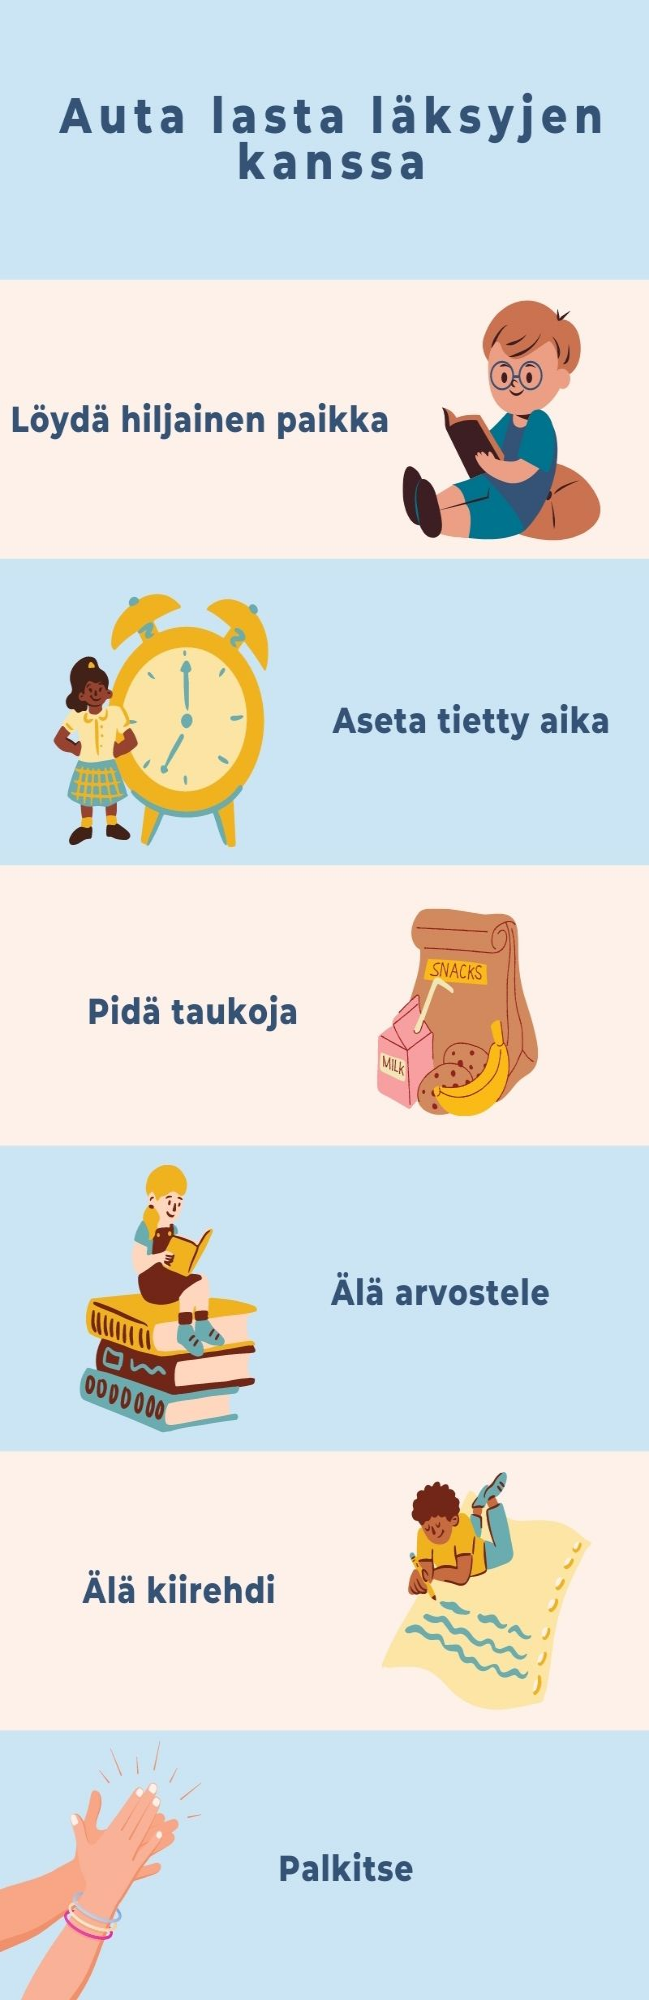 Auta lasta läksyjen
kanssa
Löydä hiljainen paikka
Aseta tietty aika
SNACKS
Pidä taukoja
MILK
Älä arvostele
Älä kiirehdi
Palkitse